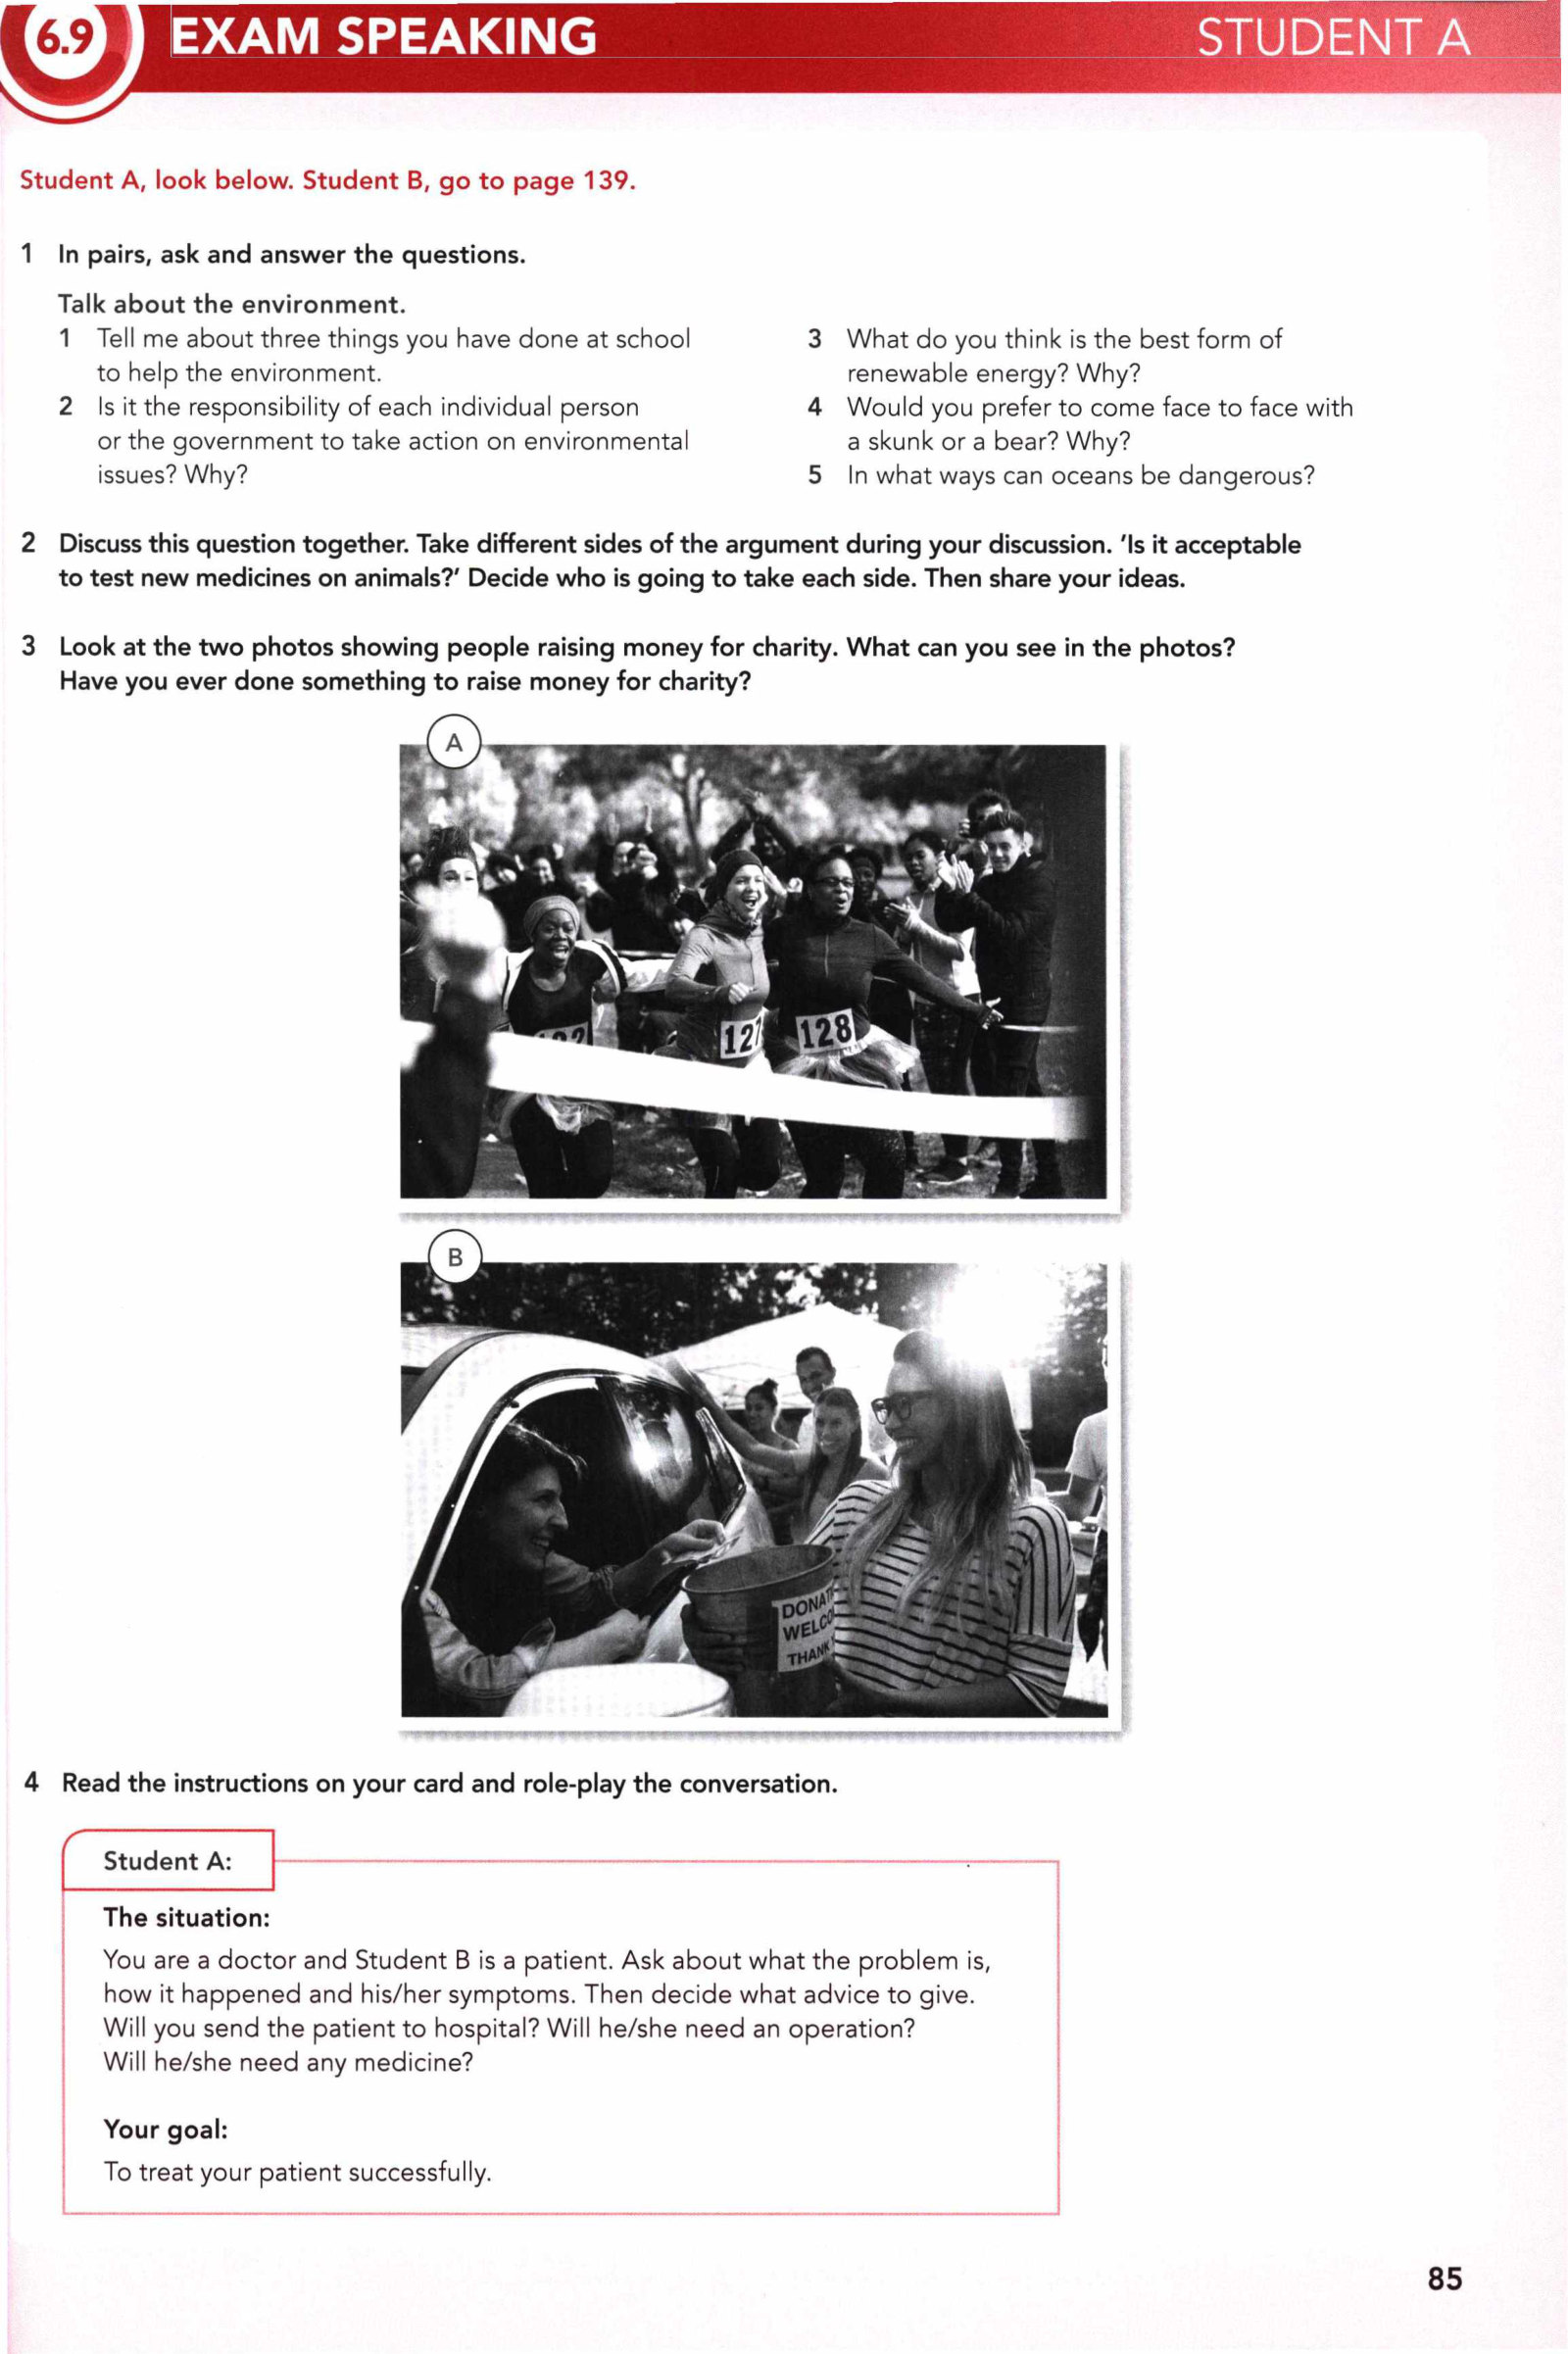 6.9 EXAM SPEAKING STUDENT A
Student A, look below. Student B, go to page 139.
1 In pairs, ask and answer the questions.
Talk about the environment.
1 Tell me about three things you have done at school
to help the environment.
2 Is it the responsibility of each individual person
or the government to take action on environmental
issues? Why?
3 What do you think is the best form of
renewable energy? Why?
4 Would you prefer to come face to face with
a skunk or a bear? Why?
5 In what ways can oceans be dangerous?
2 Discuss this question together. Take different sides of the argument during your discussion. ‘Is it acceptable
to test new medicines on animals?’ Decide who is going to take each side. Then share your ideas.
3 Look at the two photos showing people raising money for charity. What can you see in the photos?
Have you ever done something to raise money for charity?
A
127
128
B
DONAT
WELCO
THANK
4 Read the instructions on your card and role-play the conversation.
Student A:
The situation:
You are a doctor and Student B is a patient. Ask about what the problem is,
how it happened and his/her symptoms. Then decide what advice to give.
Will you send the patient to hospital? Will he/she need an operation?
Will he/she need any medicine?
Your goal:
To treat your patient successfully.
85